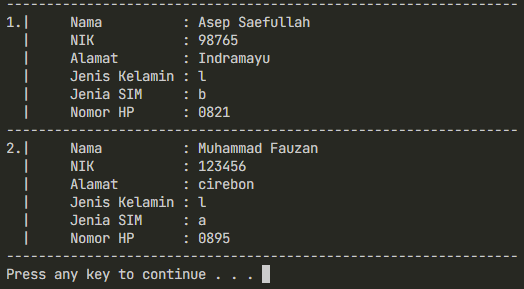 -----------------------------------------------------------------
1.|     Nama          : Asep Saefullah
  |     NIK           : 98765
  |     Alamat        : Indramayu
  |     Jenis Kelamin : l
  |     Jenia SIM     : b
  |     Nomor HP      : 0821
-----------------------------------------------------------------
2.|     Nama          : Muhammad Fauzan
  |     NIK           : 123456
  |     Alamat        : cirebon
  |     Jenis Kelamin : l
  |     Jenia SIM     : a
  |     Nomor HP      : 0895
-----------------------------------------------------------------
Press any key to continue . . .